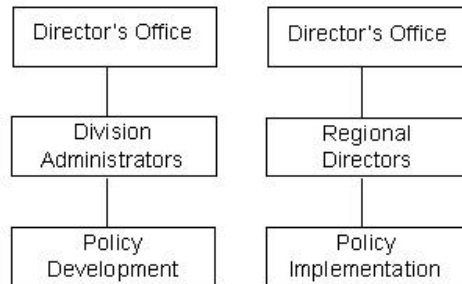 Director's Office
Division
Administrators
Policy
Development
Director's Office
Regional
Directors
Policy
Implementation